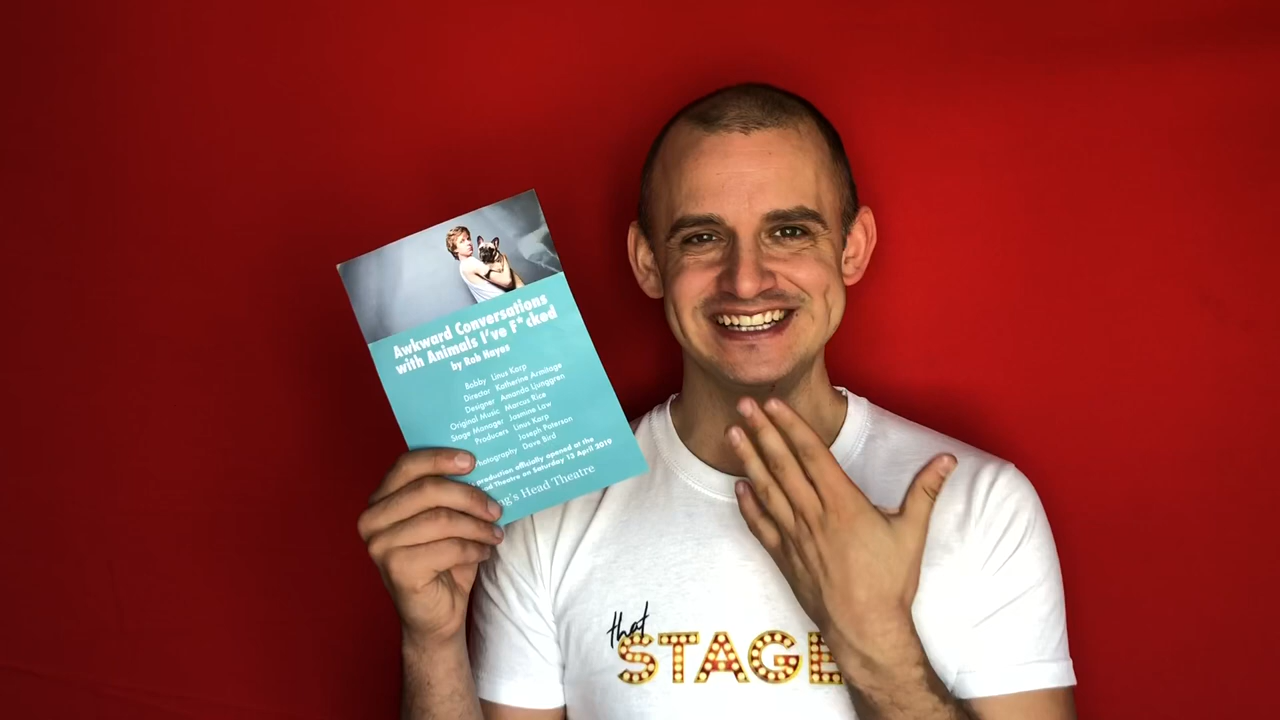 Awkward Conversations
with Animals I've F*cked
by Rob Hayes
Bobby Linus Karp
Director Katherine Armitage
Designer Amanda Ljunggren
Original Music Marcus Rice
Stage Manager Jasmine Law
Producers Linus Karp
Joseph Paterson
Photography Dave Bird
production officially opened at the
Theatre on Saturday 13 April 2019
Head Theatre
that
STAGE